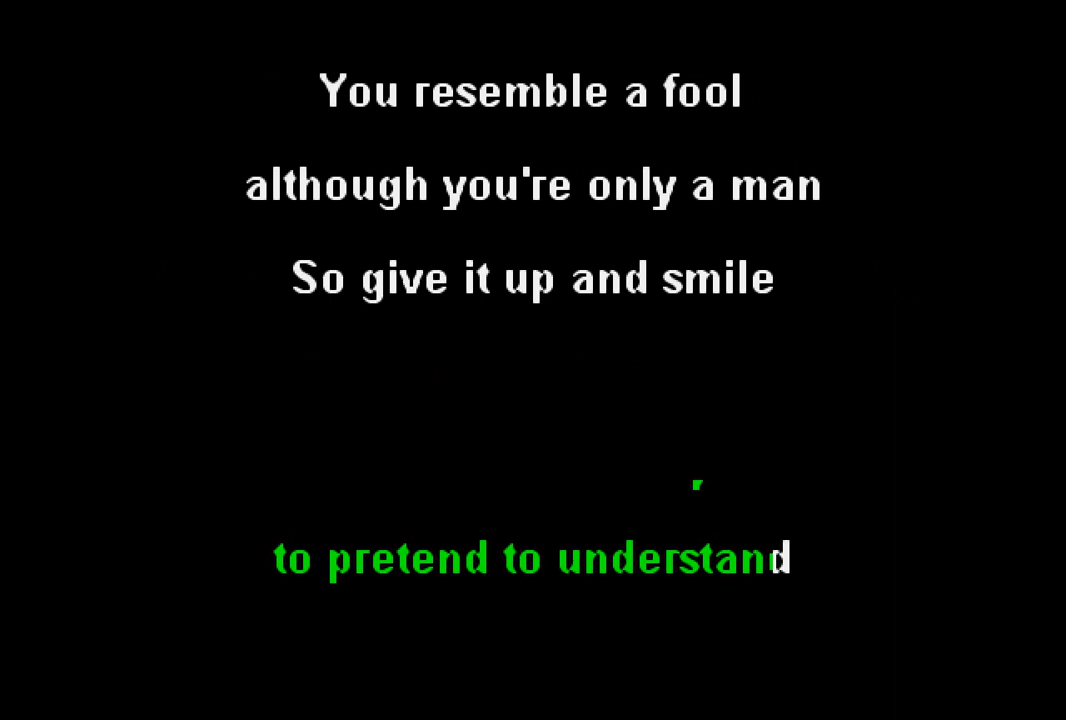 You resemble a fool
although you're only a man
So give it up and smile
to pretend to understand